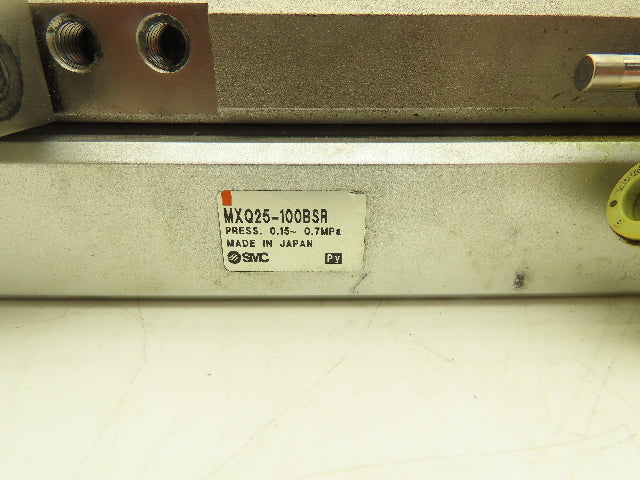 MXQ25-100BSR
PRESS. 0.15~ 0.7MPa
MADE IN JAPAN
SMC Py